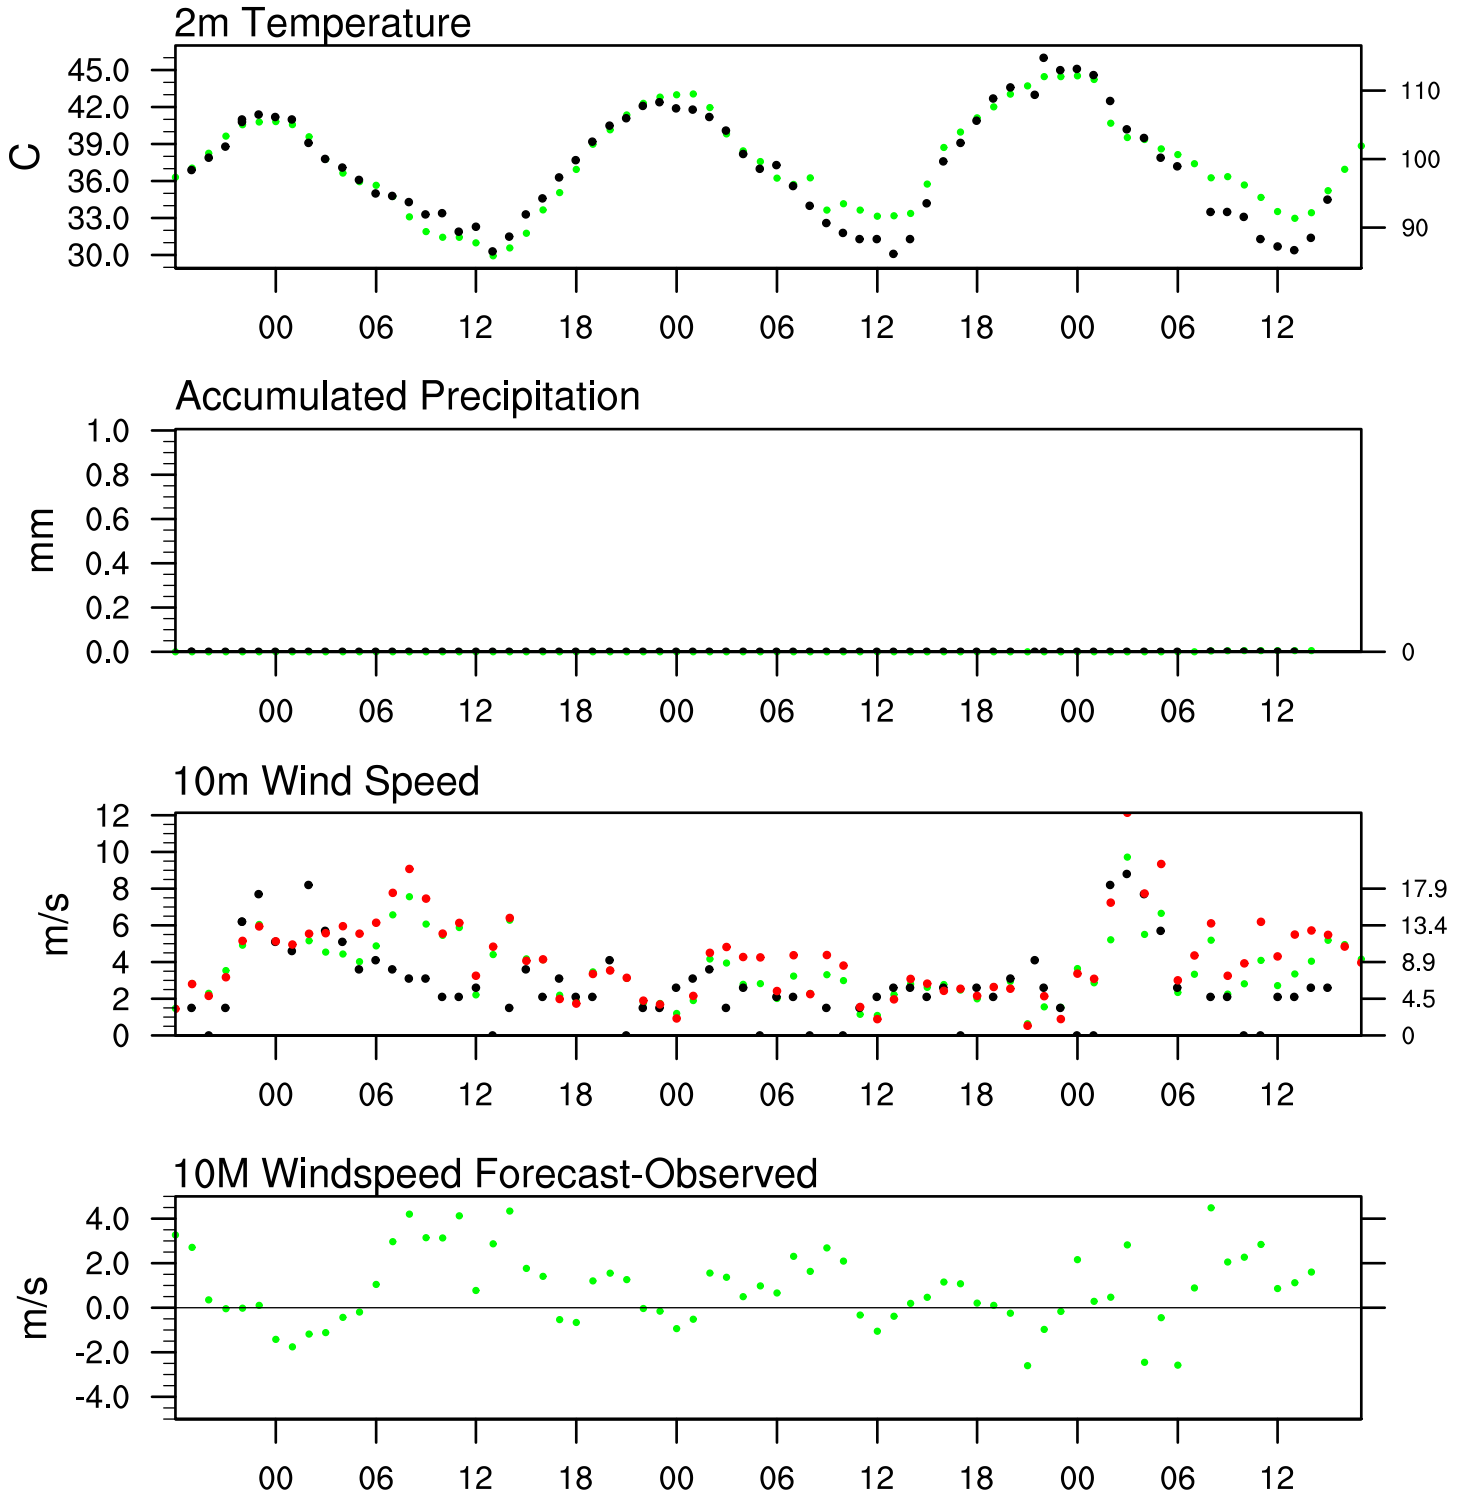 2m Temperature
45.0
42.0
39.0
36.0
33.0
30.0
C
110
100
90
00 06 12 18 00 06 12 18 00 06 12
Accumulated Precipitation
1.0
0.8
0.6
0.4
0.2
0.0
mm
0
00 06 12 18 00 06 12 18 00 06 12
10m Wind Speed
12
10
8
6
4
2
0
m/s
17.9
13.4
8.9
4.5
0
00 06 12 18 00 06 12 18 00 06 12
10M Windspeed Forecast-Observed
4.0
2.0
0.0
-2.0
-4.0
m/s
00 06 12 18 00 06 12 18 00 06 12